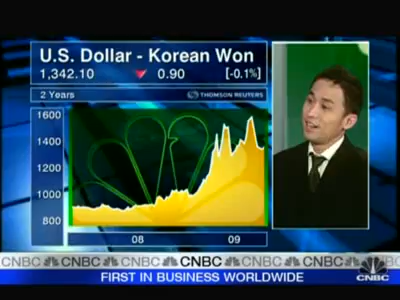 U.S. Dollar - Korean Won
1,342.10 0.90 [-0.1%]
2 Years THOMSON REUTERS
1600
1400
1200
1000
800
08 09
CNBC CNBC CNBC CNBC CNBC CNBC
FIRST IN BUSINESS WORLDWIDE
CNBC